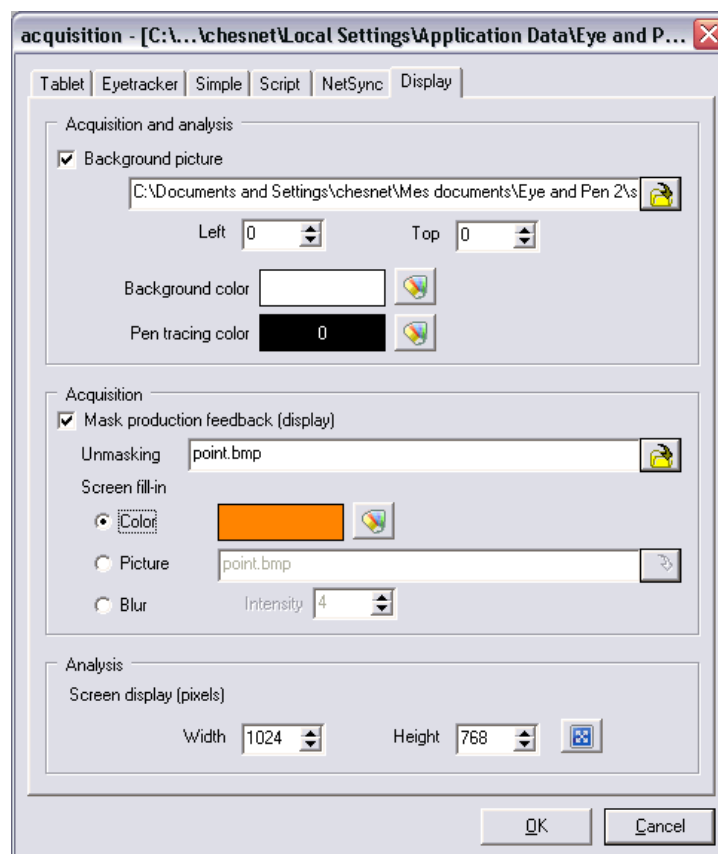 acquisition - [C:\...\chesnet\Local Settings\Application Data\Eye and P...
Tablet Eyetracker Simple Script NetSync Display
Acquisition and analysis
Background picture
C:\Documents and Settings\chesnet\Mes documents\Eye and Pen 2\s
Left 0 Top 0
Background color
Pen tracing color 0
Acquisition
Mask production feedback (display)
Unmasking point.bmp
Screen fill-in
Color
Picture point.bmp
Blur Intensity 4
Analysis
Screen display (pixels)
Width 1024 Height 768
OK Cancel